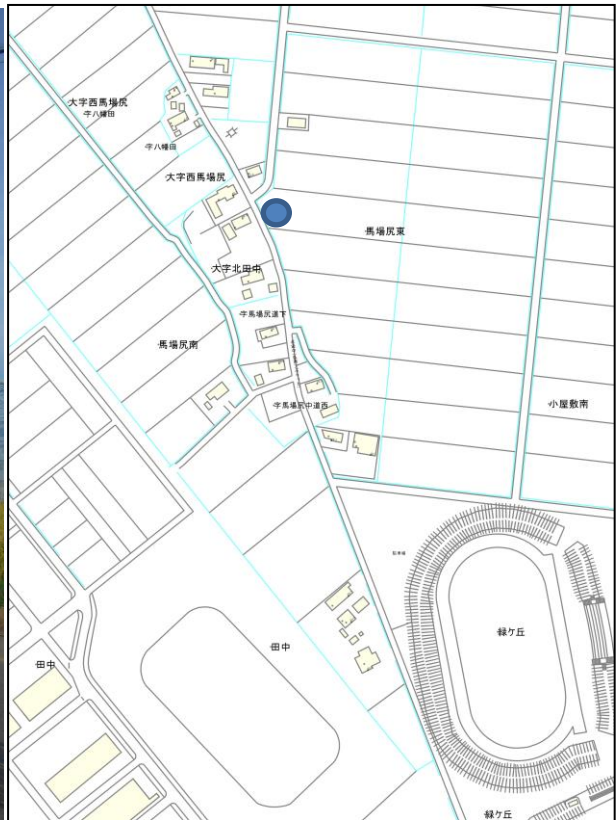 大字西馬場尻
字八幡田
字八幡田
大字西馬場尻
馬場尻東
大字北田中
字馬場尻道下
馬場尻南
字馬場尻中道西
小屋敷南
緑ケ丘
田中
田中
緑ケ丘